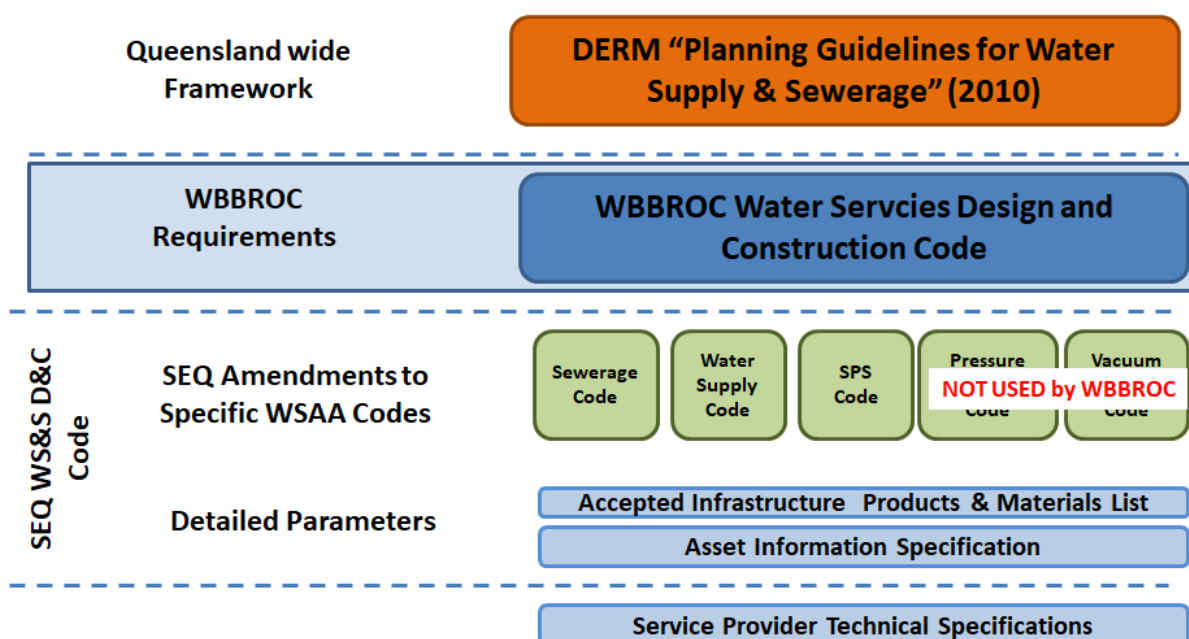 Queensland wide
Framework
DERM “Planning Guidelines for Water
Supply & Sewerage” (2010)
WBBROC
Requirements
WBBROC Water Servcies Design and
Construction Code
SEQ WS&S D&C
Code
SEQ Amendments to
Specific WSAA Codes
Sewerage
Code
Water
Supply
Code
SPS
Code
Pressure
Code
Vacuum
Code
NOT USED by WBBROC
Detailed Parameters
Accepted Infrastructure Products & Materials List
Asset Information Specification
Service Provider Technical Specifications